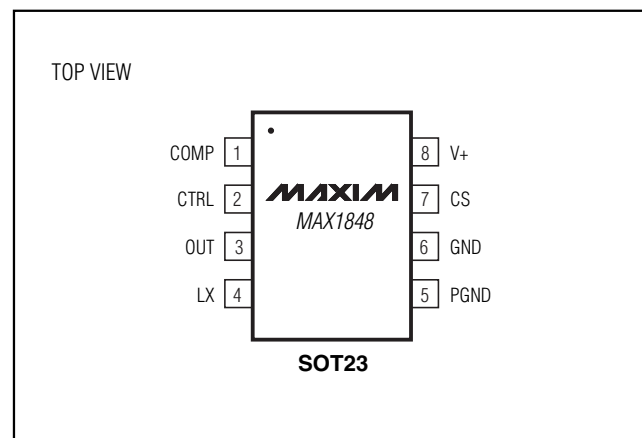 TOP VIEW
COMP 1 8 V+
CTRL 2 MAXIM 7 CS
MAX1848
OUT 3 6 GND
LX 4 5 PGND
SOT23